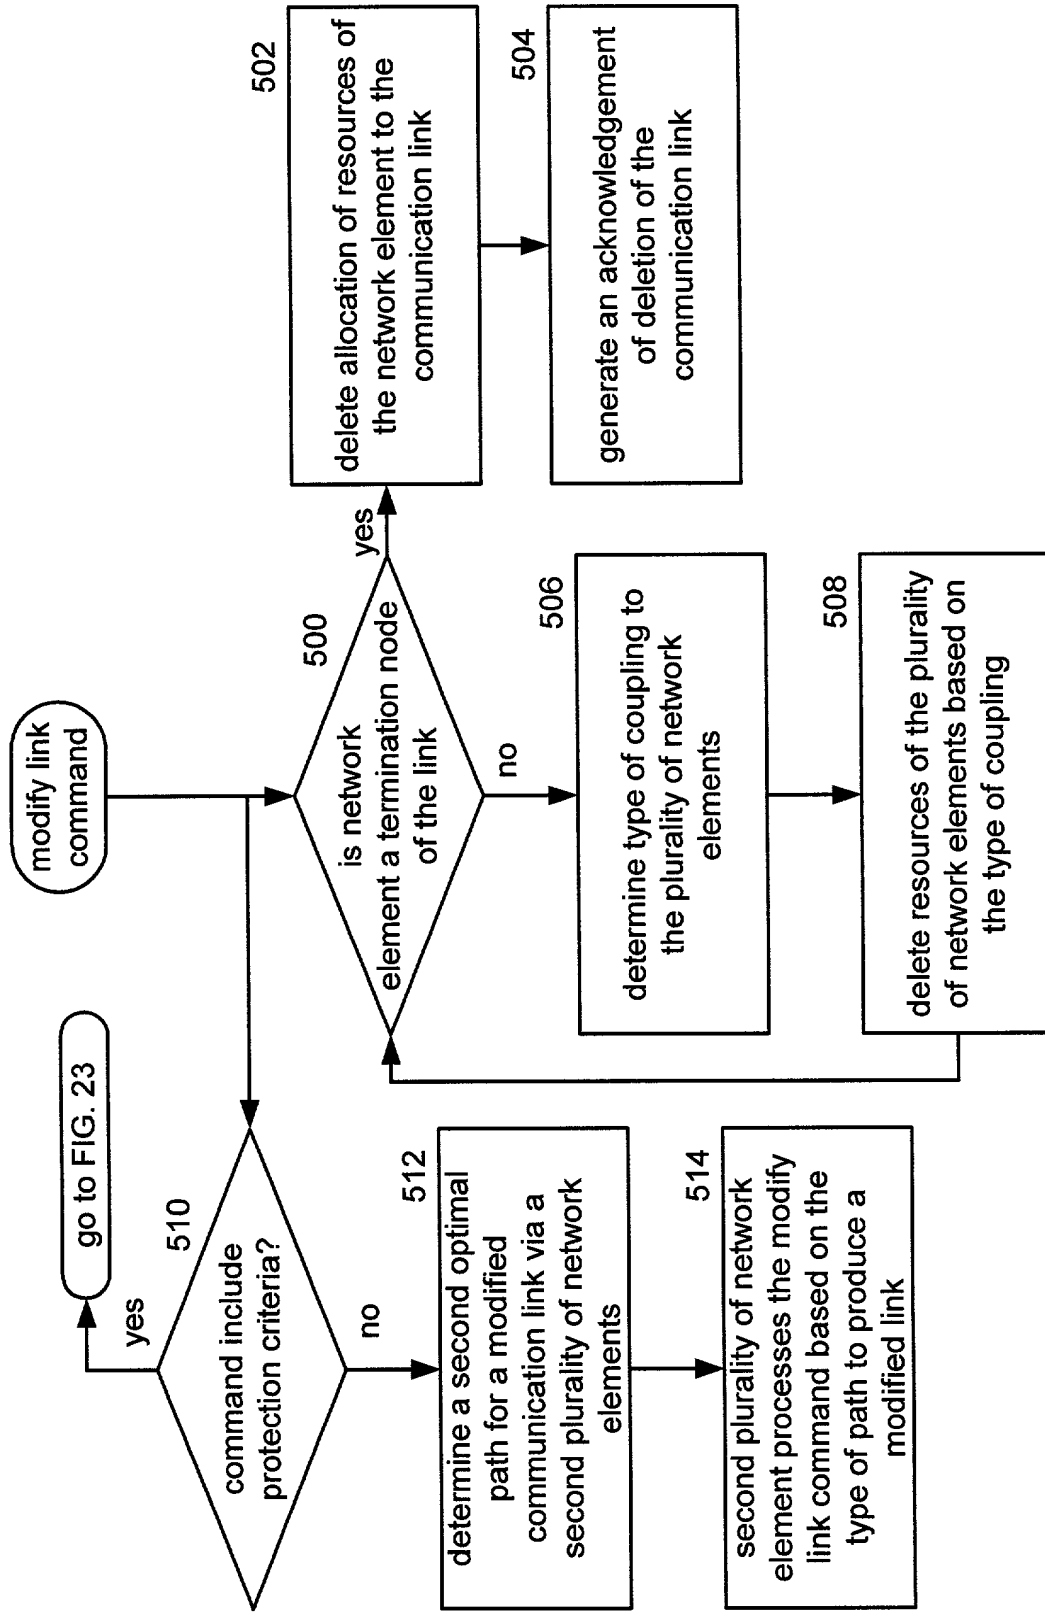 modify link
command
go to FIG. 23
yes
510
command include
protection criteria?
no
512
determine a second optimal
path for a modified
communication link via a
second plurality of network
elements
514
second plurality of network
element processes the modify
link command based on the
type of path to produce a
modified link
500
is network
element a termination node
of the link
yes
no
502
delete allocation of resources of
the network element to the
communication link
504
generate an acknowledgement
of deletion of the
communication link
506
determine type of coupling to
the plurality of network
elements
508
delete resources of the plurality
of network elements based on
the type of coupling